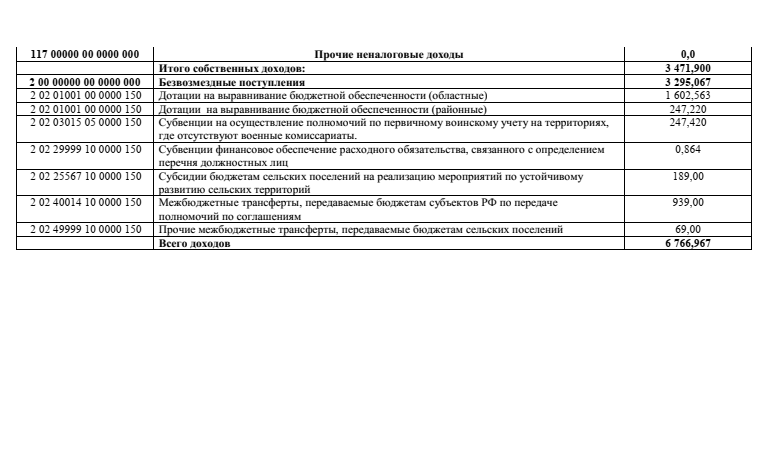 117 00000 00 0000 000 Прочие неналоговые доходы 0,0
Итого собственных доходов: 3 471,900
2 00 00000 00 0000 000 Безвозмездные поступления 3 295,067
2 02 01001 00 0000 150 Дотации на выравнивание бюджетной обеспеченности (областные) 1 602,563
2 02 01001 00 0000 150 Дотации на выравнивание бюджетной обеспеченности (районные) 247,220
2 02 03015 05 0000 150 Субвенции на осуществление полномочий по первичному воинскому учету на территориях, 247,420
где отсутствуют военные комиссариаты.
2 02 29999 10 0000 150 Субвенции финансовое обеспечение расходного обязательства, связанного с определением 0,864
перечня должностных лиц
2 02 25567 10 0000 150 Субсидии бюджетам сельских поселений на реализацию мероприятий по устойчивому 189,00
развитию сельских территорий
2 02 40014 10 0000 150 Межбюджетные трансферты, передаваемые бюджетам субъектов РФ по передаче 939,00
полномочий по соглашениям
2 02 49999 10 0000 150 Прочие межбюджетные трансферты, передаваемые бюджетам сельских поселений 69,00
Всего доходов 6 766,967